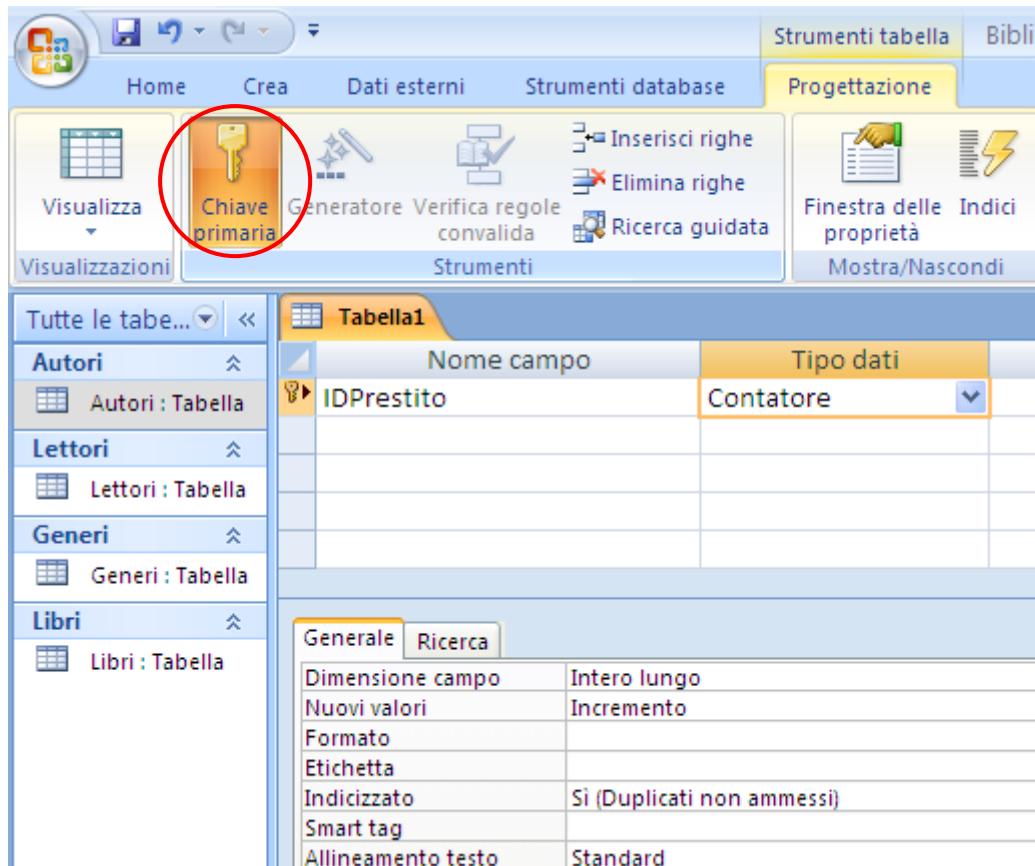 Strumenti tabella Bibli
Home Crea Dati esterni Strumenti database Progettazione
Visualizza
Chiave primaria
Generatore
Verifica regole convalida
Inserisci righe
Elimina righe
Ricerca guidata
Finestra delle proprietà
Indici
Visualizzazioni Strumenti Mostra/Nascondi
Tutte le tabe...
Autori
Autori : Tabella
Lettori
Lettori : Tabella
Generi
Generi : Tabella
Libri
Libri : Tabella
Tabella1
Nome campo Tipo dati
IDPrestito Contatore
Generale Ricerca
Dimensione campo Intero lungo
Nuovi valori Incremento
Formato
Etichetta
Indicizzato Sì (Duplicati non ammessi)
Smart tag
Allineamento testo Standard